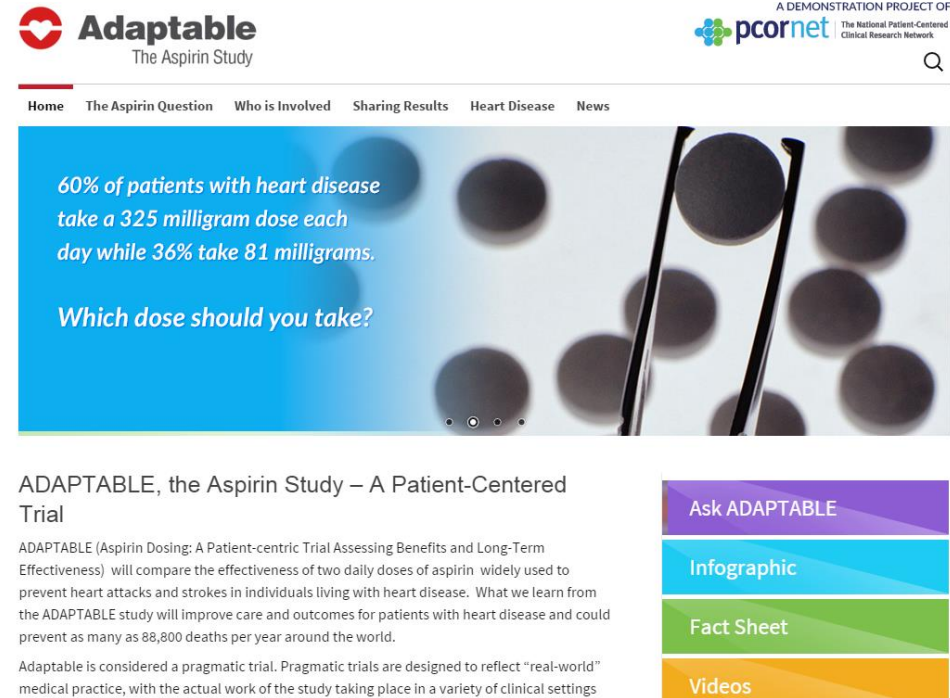 A DEMONSTRATION PROJECT OF
Adaptable
The Aspirin Study
pcornet
The National Patient-Centered
Clinical Research Network
Home The Aspirin Question Who is Involved Sharing Results Heart Disease News
60% of patients with heart disease
take a 325 milligram dose each
day while 36% take 81 milligrams.
Which dose should you take?
ADAPTABLE, the Aspirin Study – A Patient-Centered
Trial
ADAPTABLE (Aspirin Dosing: A Patient-centric Trial Assessing Benefits and Long-Term
Effectiveness) will compare the effectiveness of two daily doses of aspirin widely used to
prevent heart attacks and strokes in individuals living with heart disease. What we learn from
the ADAPTABLE study will improve care and outcomes for patients with heart disease and could
prevent as many as 88,800 deaths per year around the world.
Adaptable is considered a pragmatic trial. Pragmatic trials are designed to reflect “real-world”
medical practice, with the actual work of the study taking place in a variety of clinical settings
Ask ADAPTABLE
Infographic
Fact Sheet
Videos